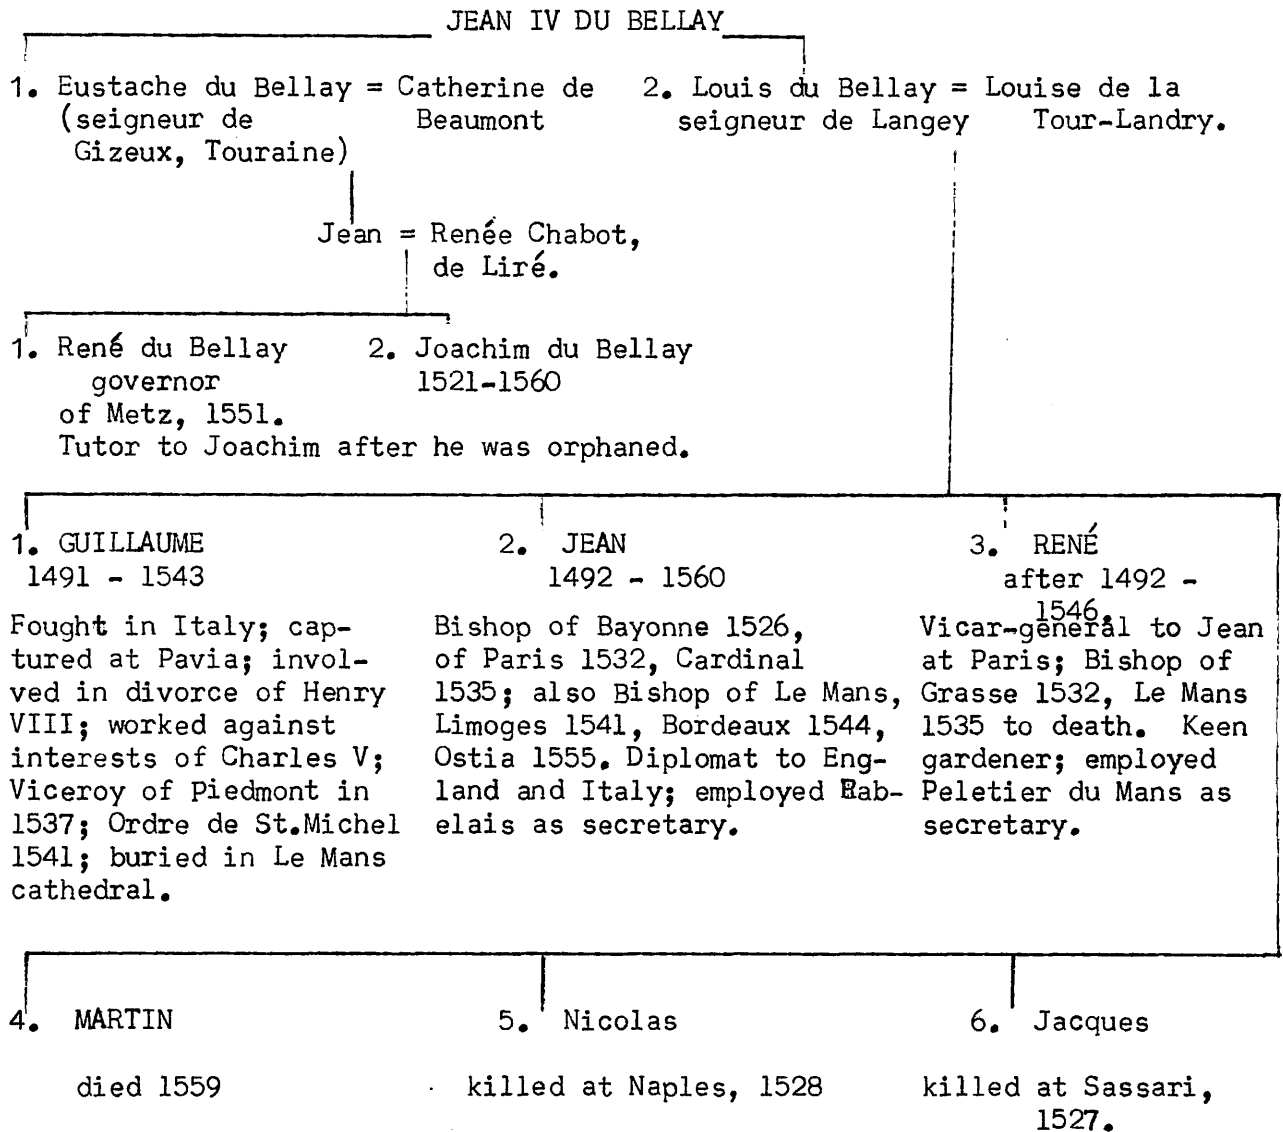 JEAN IV DU BELLAY
1. Eustache du Bellay = Catherine de
(seigneur de Beaumont
Gizeux, Touraine)
2. Louis du Bellay = Louise de la
seigneur de Langey Tour-Landry.
Jean = Renée Chabot,
de Liré.
1. René du Bellay
governor
of Metz, 1551.
Tutor to Joachim after he was orphaned.
2. Joachim du Bellay
1521-1560
1. GUILLAUME
1491 - 1543
Fought in Italy; cap-
tured at Pavia; invol-
ved in divorce of Henry
VIII; worked against
interests of Charles V;
Viceroy of Piedmont in
1537; Ordre de St.Michel
1541; buried in Le Mans
cathedral.
2. JEAN
1492 - 1560
Bishop of Bayonne 1526,
of Paris 1532, Cardinal
1535; also Bishop of Le Mans,
Limoges 1541, Bordeaux 1544,
Ostia 1555. Diplomat to Eng-
land and Italy; employed Rab-
elais as secretary.
3. RENÉ
after 1492 -
1546.
Vicar-general to Jean
at Paris; Bishop of
Grasse 1532, Le Mans
1535 to death. Keen
gardener; employed
Peletier du Mans as
secretary.
4. MARTIN
died 1559
5. Nicolas
killed at Naples, 1528
6. Jacques
killed at Sassari,
1527.